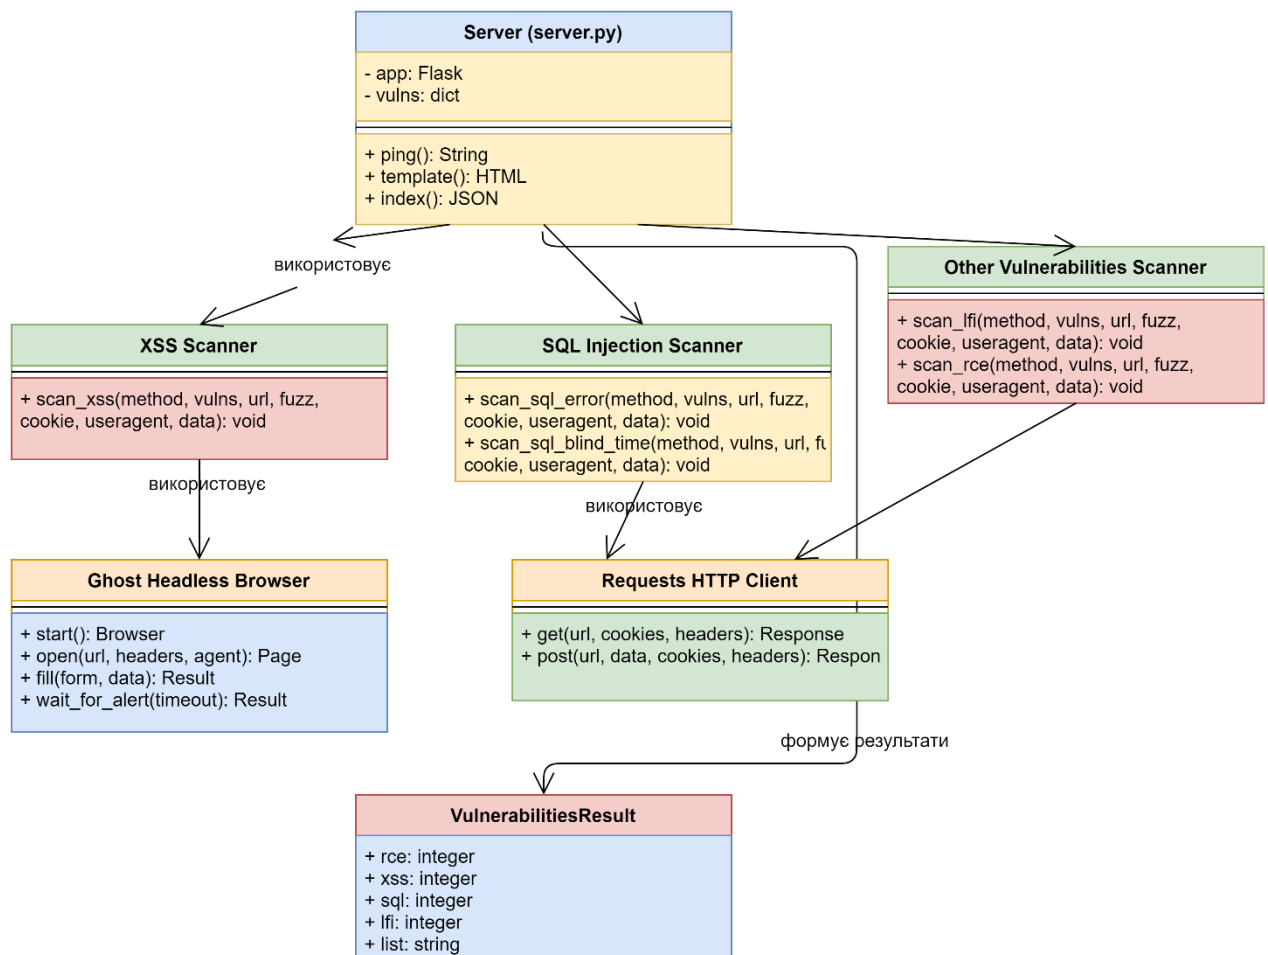 Server (server.py)
- app: Flask
- vulns: dict
+ ping(): String
+ template(): HTML
+ index(): JSON
використовує
Other Vulnerabilities Scanner
+ scan_lfi(method, vulns, url, fuzz,
cookie, useragent, data): void
+ scan_rce(method, vulns, url, fuzz,
cookie, useragent, data): void
XSS Scanner
+ scan_xss(method, vulns, url, fuzz,
cookie, useragent, data): void
SQL Injection Scanner
+ scan_sql_error(method, vulns, url, fuzz,
cookie, useragent, data): void
+ scan_sql_blind_time(method, vulns, url, fu
cookie, useragent, data): void
використовує
використовує
Ghost Headless Browser
+ start(): Browser
+ open(url, headers, agent): Page
+ fill(form, data): Result
+ wait_for_alert(timeout): Result
Requests HTTP Client
+ get(url, cookies, headers): Response
+ post(url, data, cookies, headers): Respon
формує результати
VulnerabilitiesResult
+ rce: integer
+ xss: integer
+ sql: integer
+ lfi: integer
+ list: string